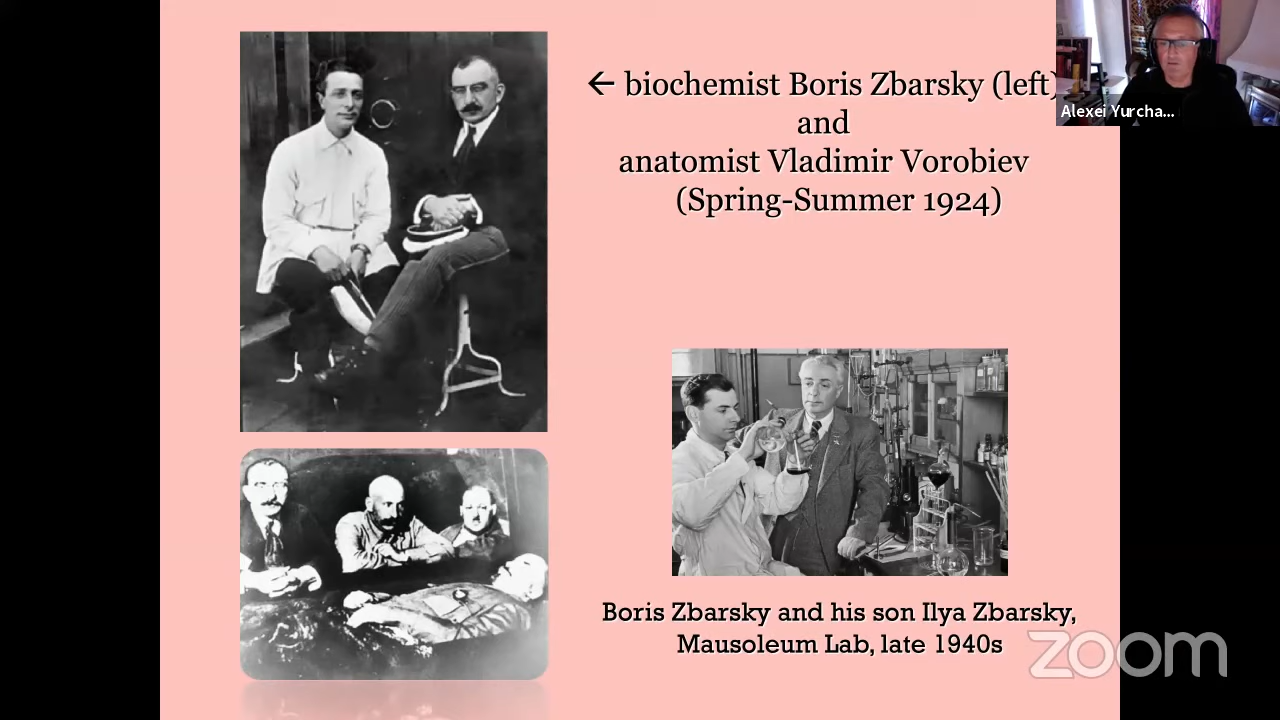 ← biochemist Boris Zbarsky (left)
and
anatomist Vladimir Vorobiev
(Spring-Summer 1924)
Alexei Yurcha...
Boris Zbarsky and his son Ilya Zbarsky,
Mausoleum Lab, late 1940s
zoom